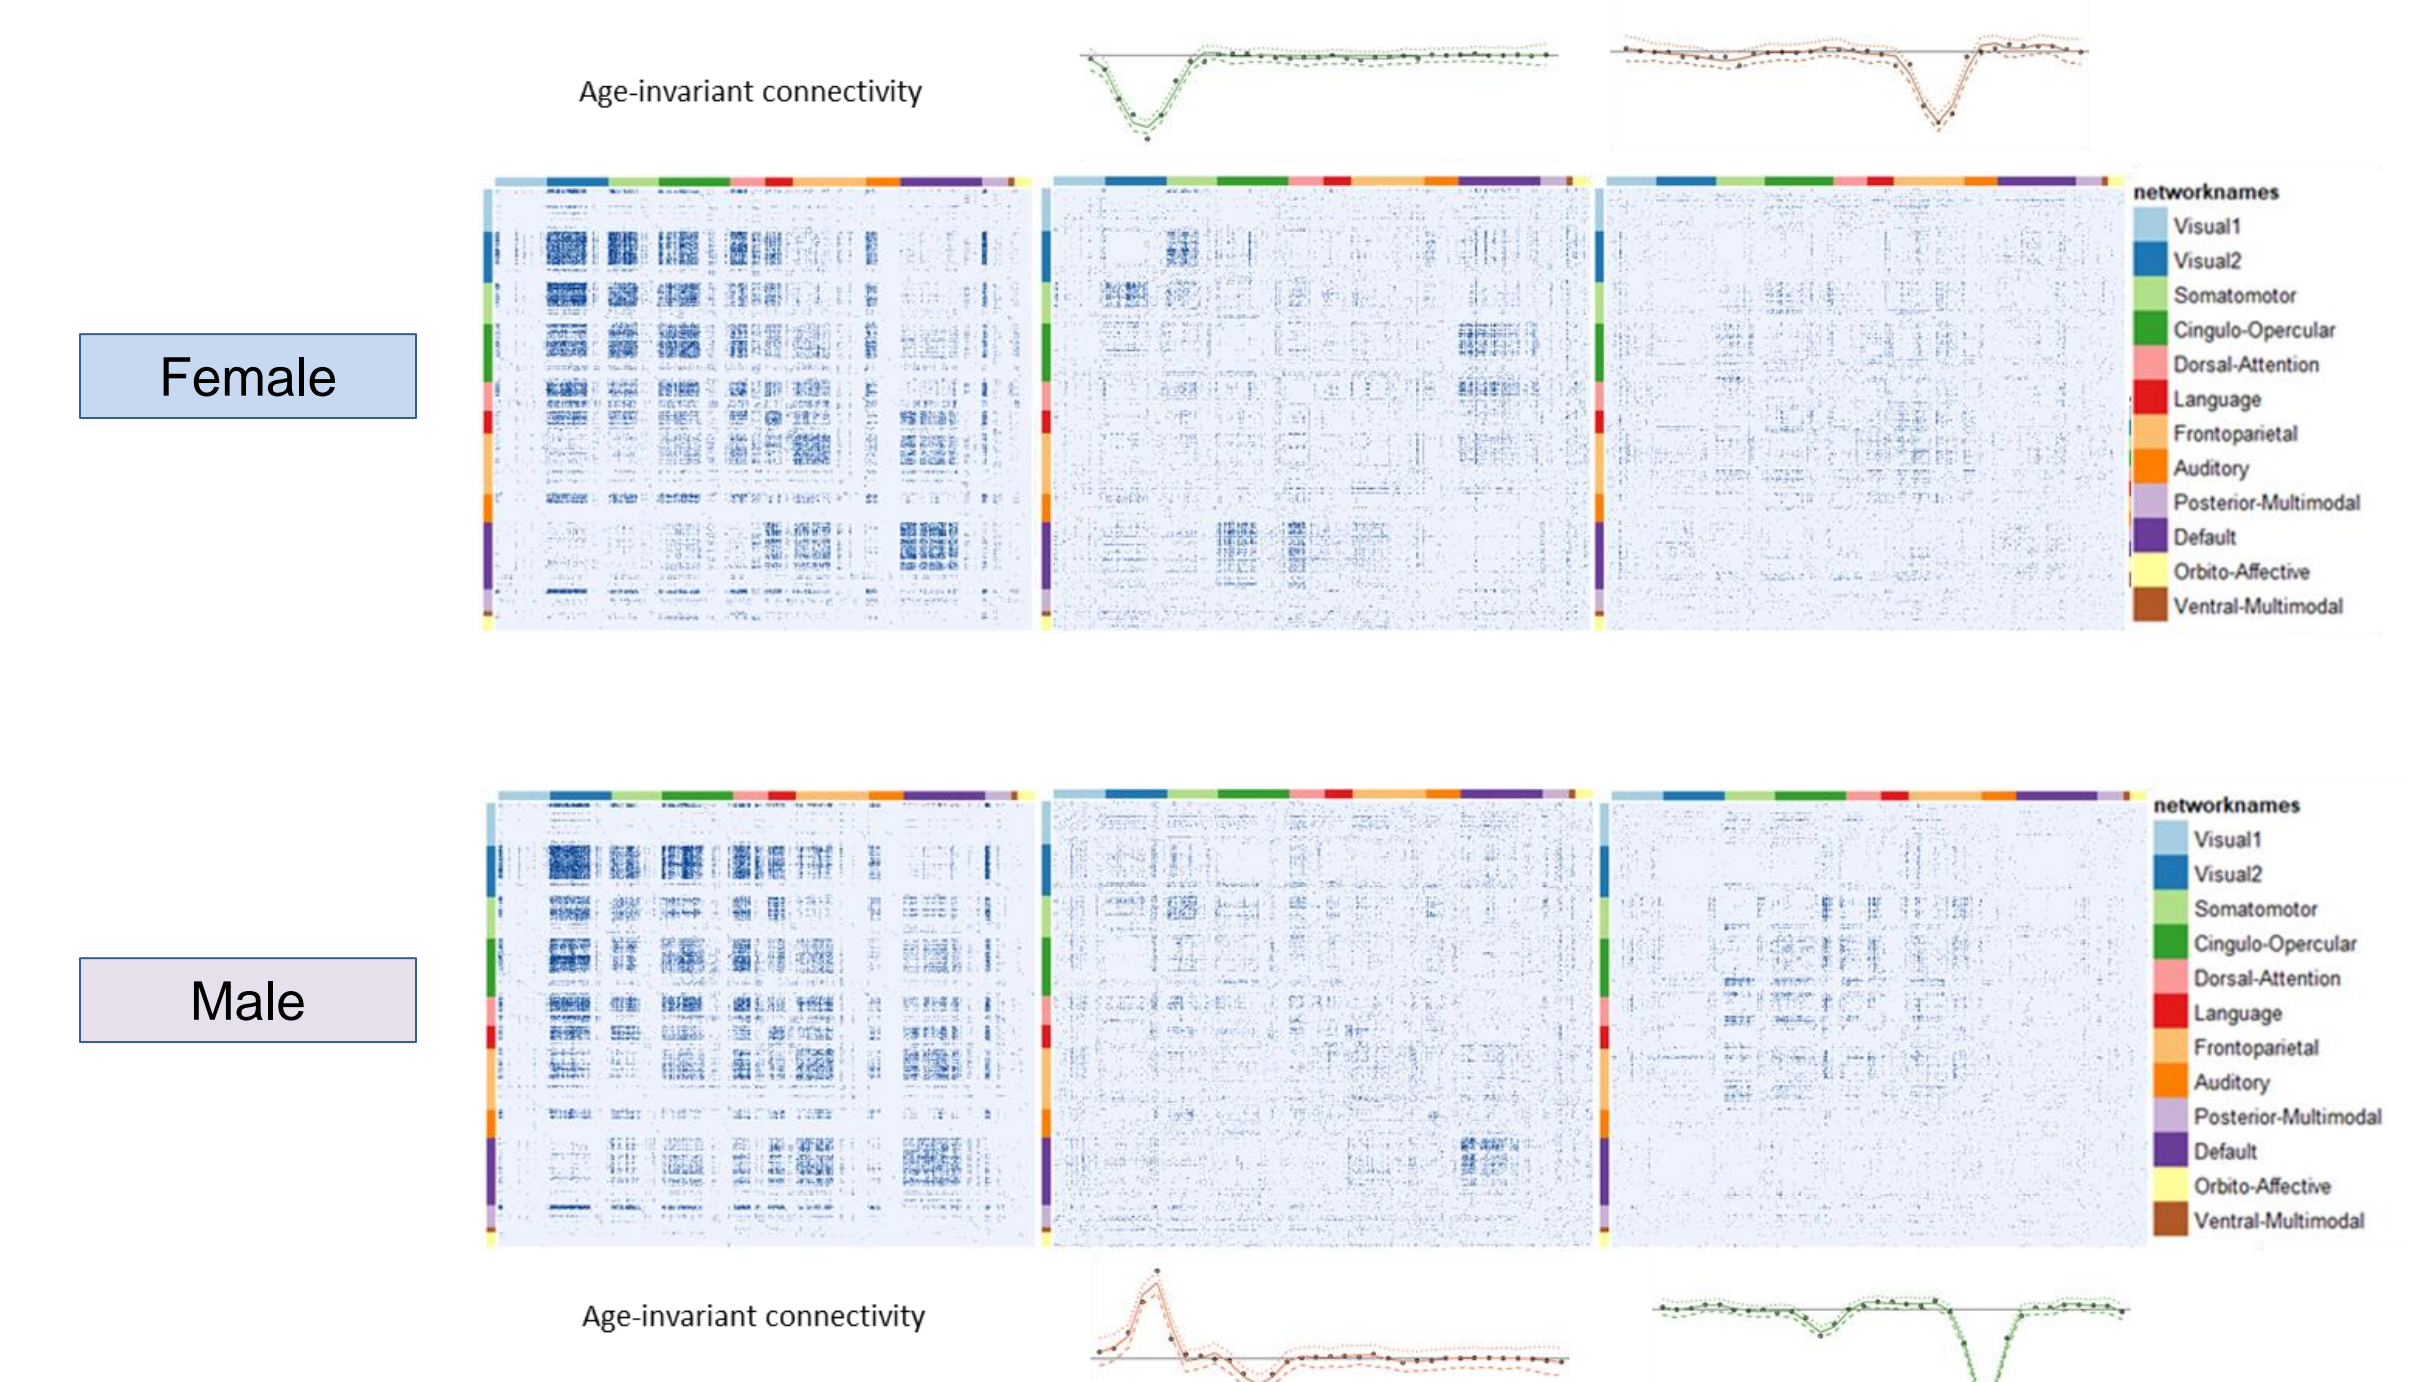 Age-invariant connectivity
Female
networknames
Visual1
Visual2
Somatomotor
Cingulo-Opercular
Dorsal-Attention
Language
Frontoparietal
Auditory
Posterior-Multimodal
Default
Orbito-Affective
Ventral-Multimodal
Male
networknames
Visual1
Visual2
Somatomotor
Cingulo-Opercular
Dorsal-Attention
Language
Frontoparietal
Auditory
Posterior-Multimodal
Default
Orbito-Affective
Ventral-Multimodal
Age-invariant connectivity